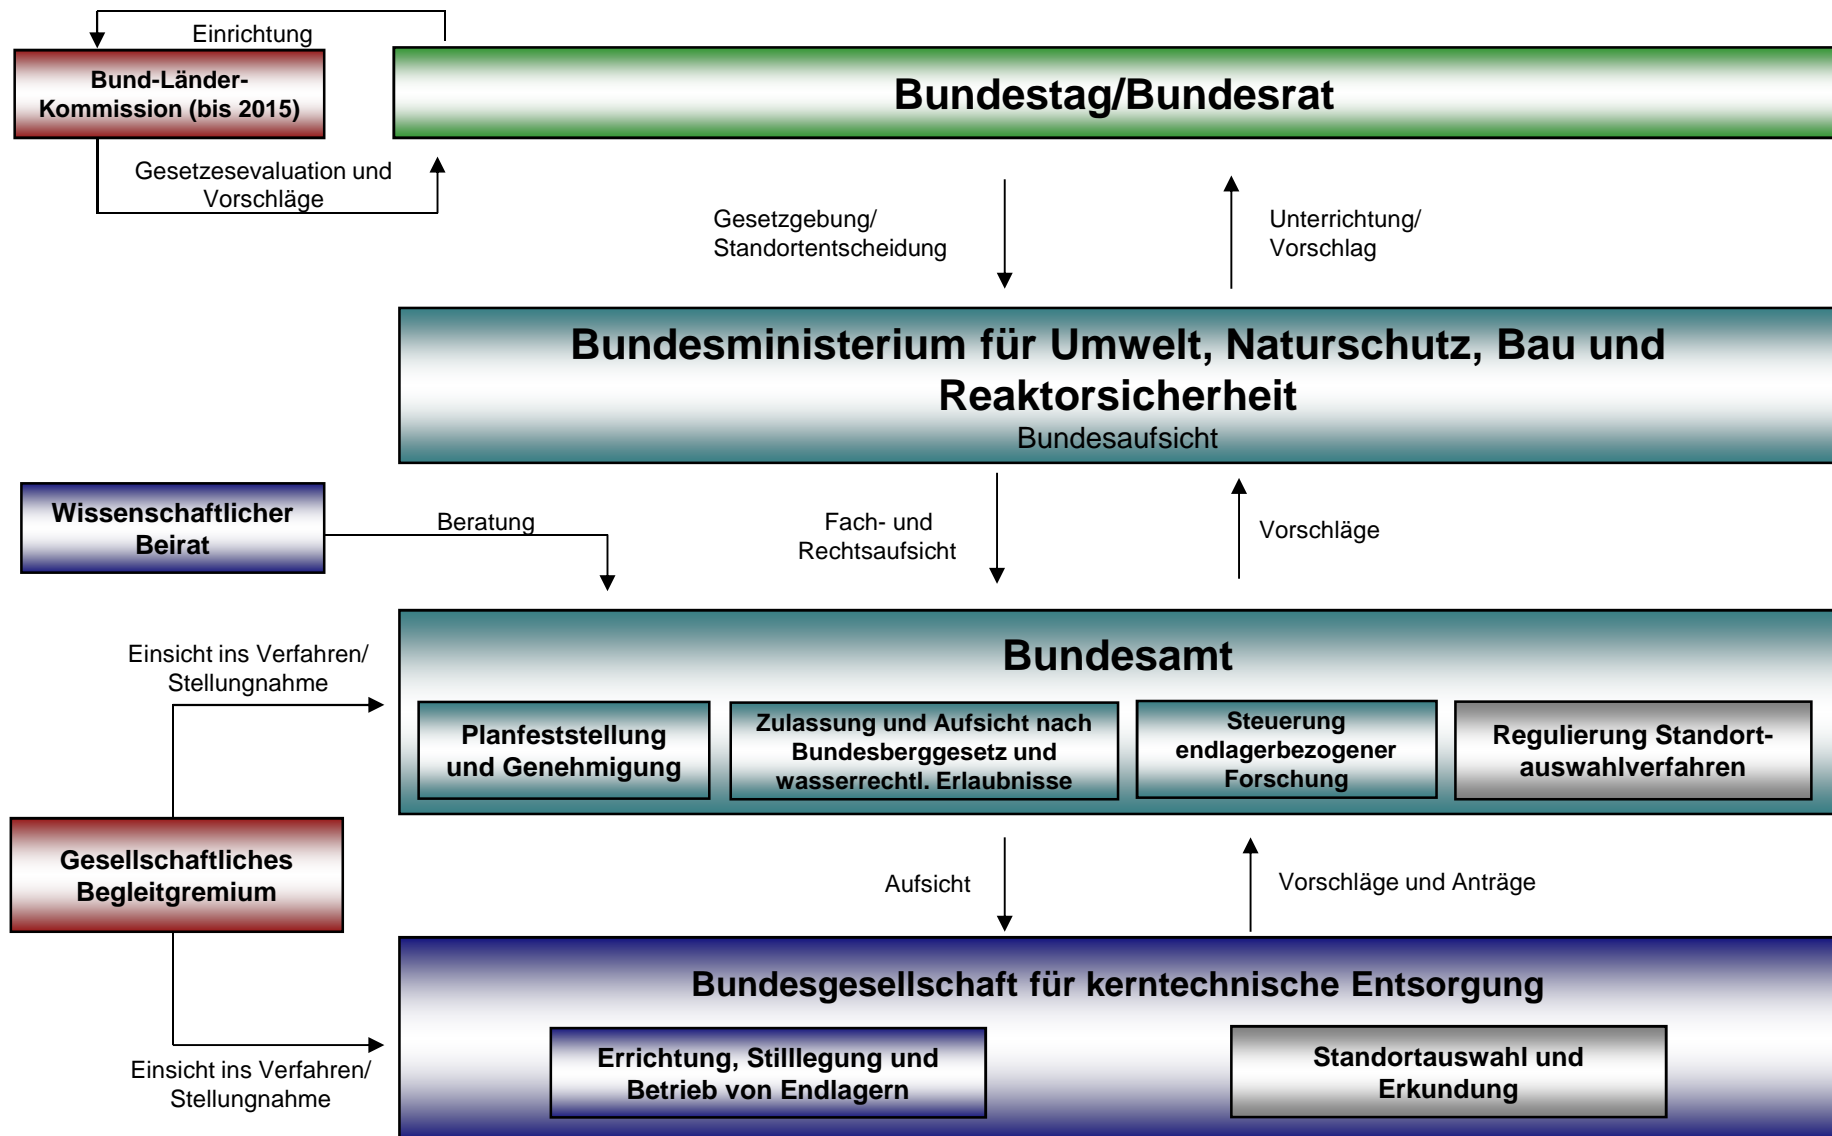 Einrichtung
Bund-Länder-
Kommission (bis 2015)
Bundestag/Bundesrat
Gesetzesevaluation und
Vorschläge
Gesetzgebung/
Standortentscheidung
Unterrichtung/
Vorschlag
Bundesministerium für Umwelt, Naturschutz, Bau und
Reaktorsicherheit
Bundesaufsicht
Wissenschaftlicher
Beirat
Beratung
Fach- und
Rechtsaufsicht
Vorschläge
Einsicht ins Verfahren/
Stellungnahme
Bundesamt
Planfeststellung
und Genehmigung
Zulassung und Aufsicht nach
Bundesberggesetz und
wasserrechtl. Erlaubnisse
Steuerung
endlagerbezogener
Forschung
Regulierung Standort-
auswahlverfahren
Gesellschaftliches
Begleitgremium
Aufsicht
Vorschläge und Anträge
Bundesgesellschaft für kerntechnische Entsorgung
Errichtung, Stilllegung und
Betrieb von Endlagern
Standortauswahl und
Erkundung
Einsicht ins Verfahren/
Stellungnahme